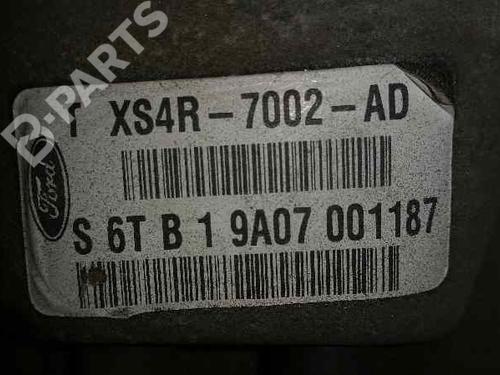 T XS4R-7002-AD
Ford
S 6T B 1 9A07 001187
B-PARTS